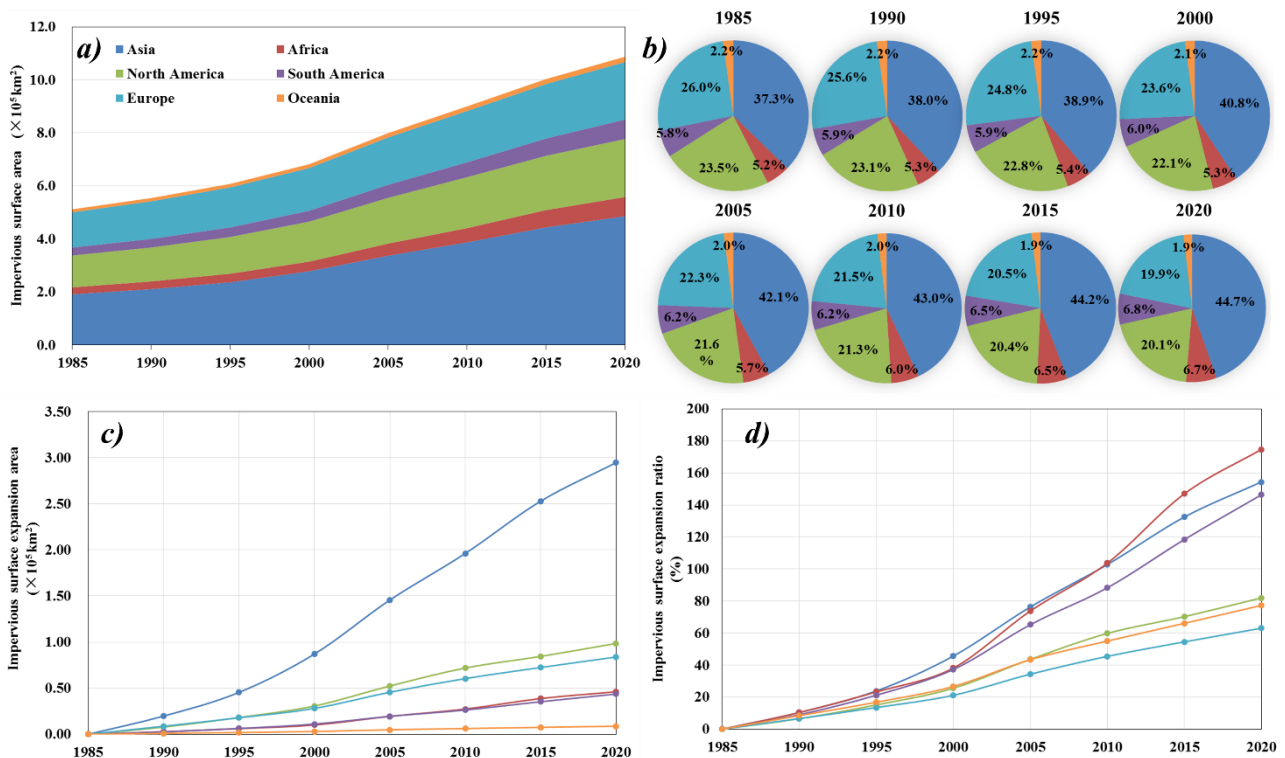 a)
Impervious surface area (×10⁵km²)
12.0
10.0
8.0
6.0
4.0
2.0
0.0
Asia
Africa
North America
South America
Europe
Oceania
1985 1990 1995 2000 2005 2010 2015 2020
b)
1985 1990 1995 2000
2.2% 37.3% 5.2% 23.5% 5.8% 26.0%
2.2% 38.0% 5.3% 23.1% 5.9% 25.6%
2.2% 38.9% 5.4% 22.8% 5.9% 24.8%
2.1% 40.8% 5.3% 22.1% 6.0% 23.6%
2005 2010 2015 2020
2.0% 42.1% 5.7% 21.6
% 6.2% 22.3%
2.0% 43.0% 6.0% 21.3% 6.2% 21.5%
1.9% 44.2% 6.5% 20.4% 6.5% 20.5%
1.9% 44.7% 6.7% 20.1% 6.8% 19.9%
c)
Impervious surface expansion area
(×10⁵km²)
3.50
3.00
2.50
2.00
1.50
1.00
0.50
0.00
1985 1990 1995 2000 2005 2010 2015 2020
d)
Impervious surface expansion ratio
(%)
200
180
160
140
120
100
80
60
40
20
0
1985 1990 1995 2000 2005 2010 2015 2020